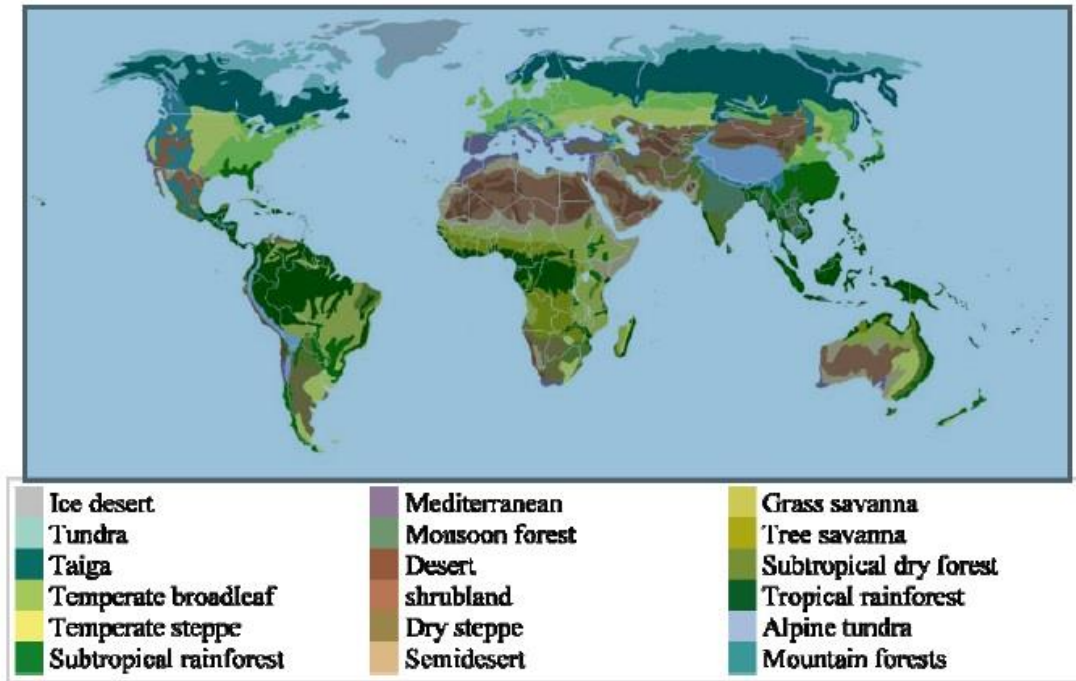 Ice desert
Tundra
Taiga
Temperate broadleaf
Temperate steppe
Subtropical rainforest
Mediterranean
Monsoon forest
Desert
shrubland
Dry steppe
Semidesert
Grass savanna
Tree savanna
Subtropical dry forest
Tropical rainforest
Alpine tundra
Mountain forests